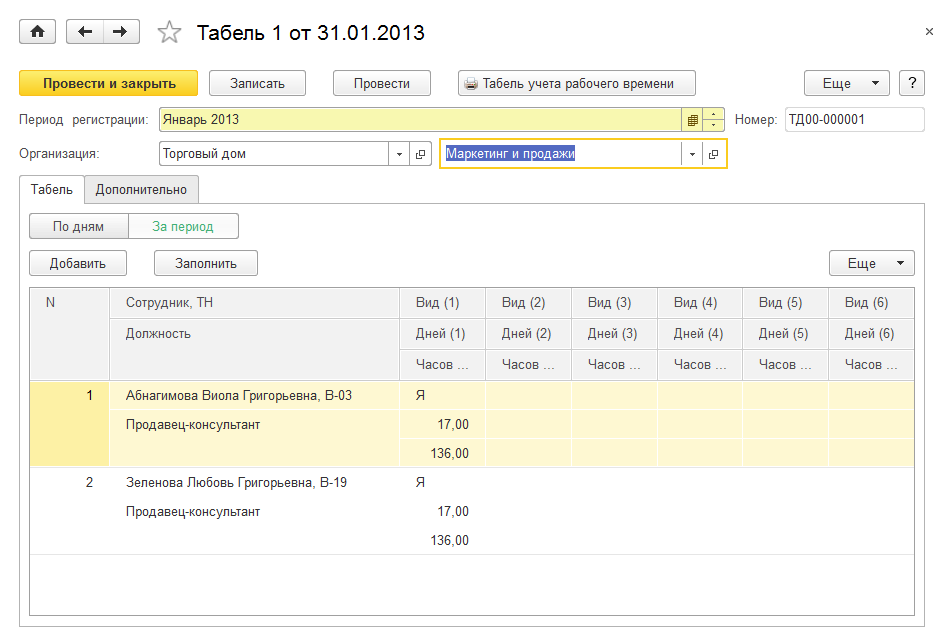 Табель 1 от 31.01.2013
Провести и закрыть Записать Провести Табель учета рабочего времени Еще ?
Период регистрации: Январь 2013 Номер: ТД00-000001
Организация: Торговый дом Маркетинг и продажи
Табель Дополнительно
По дням За период
Добавить Заполнить Еще
N Сотрудник, ТН Вид (1) Вид (2) Вид (3) Вид (4) Вид (5) Вид (6)
Должность Дней (1) Дней (2) Дней (3) Дней (4) Дней (5) Дней (6)
Часов ... Часов ... Часов ... Часов ... Часов ... Часов ...
1 Абнагимова Виола Григорьевна, В-03 Я
Продавец-консультант 17,00
136,00
2 Зеленова Любовь Григорьевна, В-19 Я
Продавец-консультант 17,00
136,00